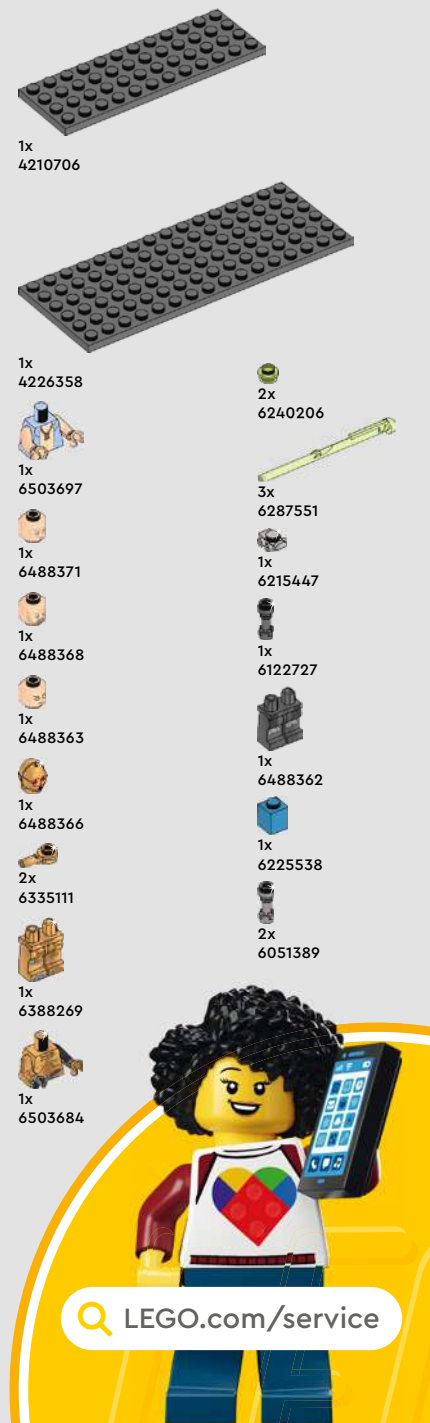 1x
4210706
1x
4226358
1x
6503697
1x
6488371
1x
6488368
1x
6488363
1x
6488366
2x
6335111
1x
6388269
1x
6503684
2x
6240206
3x
6287551
1x
6215447
1x
6122727
1x
6488362
1x
6225538
2x
6051389
LEGO.com/service